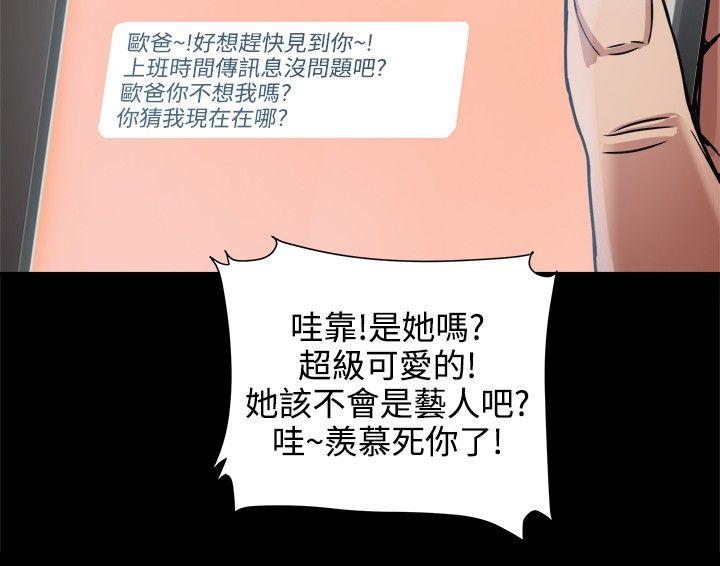 歐爸~!好想趕快見到你~!
上班時間傳訊息沒問題吧?
歐爸你不想我嗎?
你猜我現在在哪?
哇靠!是她嗎?
超級可愛的!
她該不會是藝人吧?
哇~羨慕死你了!